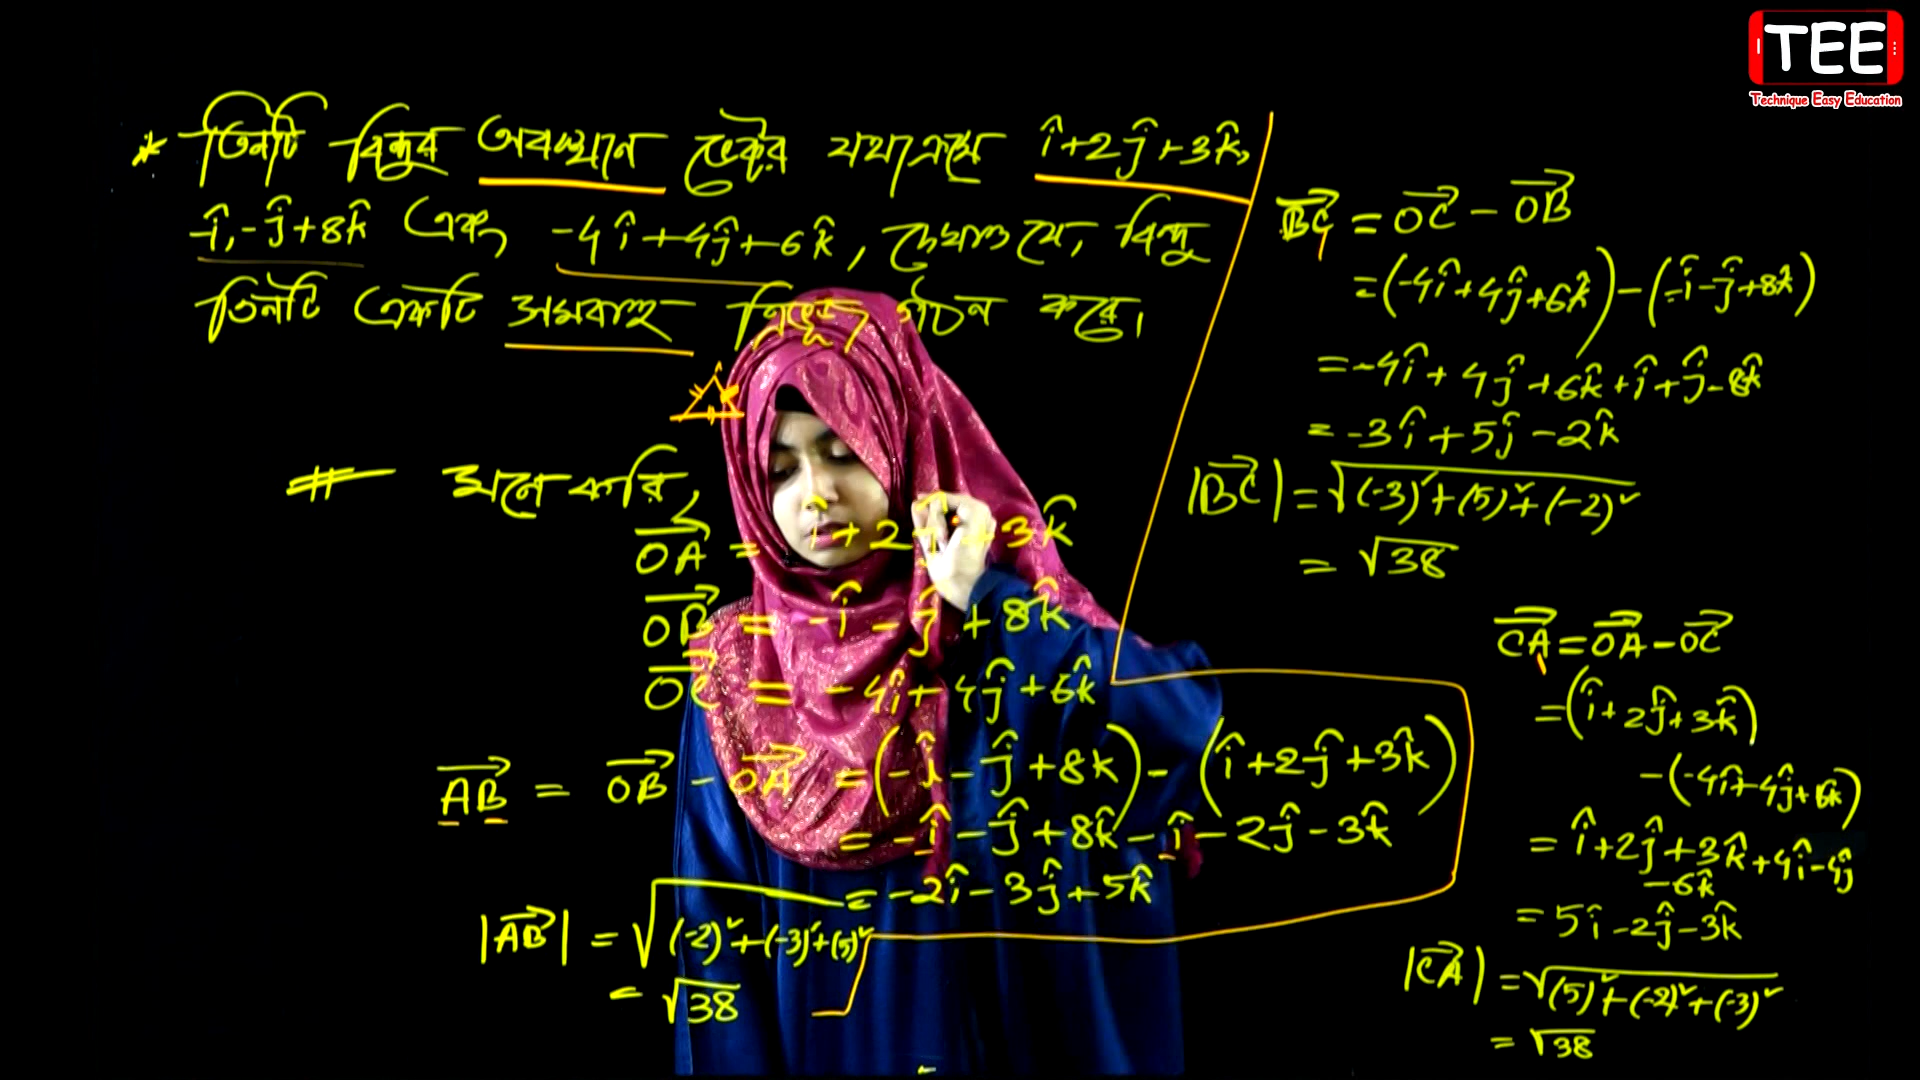 TEE
Technique Easy Education
* তিনটি বিন্দুর অবস্থান ভেক্টর যথাক্রমে î+2ĵ+3k̂,
-î,-ĵ+8k̂ এবং -4î+4ĵ+6k̂, দেখাও যে, বিন্দু
তিনটি একটি সমবাহু ত্রিভুজ গঠন করে।
# মনে করি,
OA⃗ = î+2ĵ+3k̂
OB⃗ = -î-ĵ+8k̂
OC⃗ = -4î+4ĵ+6k̂
AB⃗ = OB⃗ - OA⃗ = (-î-ĵ+8k) - (î+2ĵ+3k̂)
= -î-ĵ+8k̂-î-2ĵ-3k̂
= -2î-3ĵ+5k̂
|AB⃗| = √(-2)²+(-3)²+(5)²
= √38
BC⃗ = OC⃗ - OB⃗
= (-4î+4ĵ+6k̂) - (-î-ĵ+8k̂)
= -4î+4ĵ+6k̂+î+ĵ-8k̂
= -3î+5ĵ-2k̂
|BC⃗| = √(-3)²+(5)²+(-2)²
= √38
CA⃗ = OA⃗ - OC⃗
= (î+2ĵ+3k̂)
-(-4î+4ĵ+6k̂)
= î+2ĵ+3k̂+4î-4ĵ
-6k̂
= 5î-2ĵ-3k̂
|CA⃗| = √(5)²+(-2)²+(-3)²
= √38